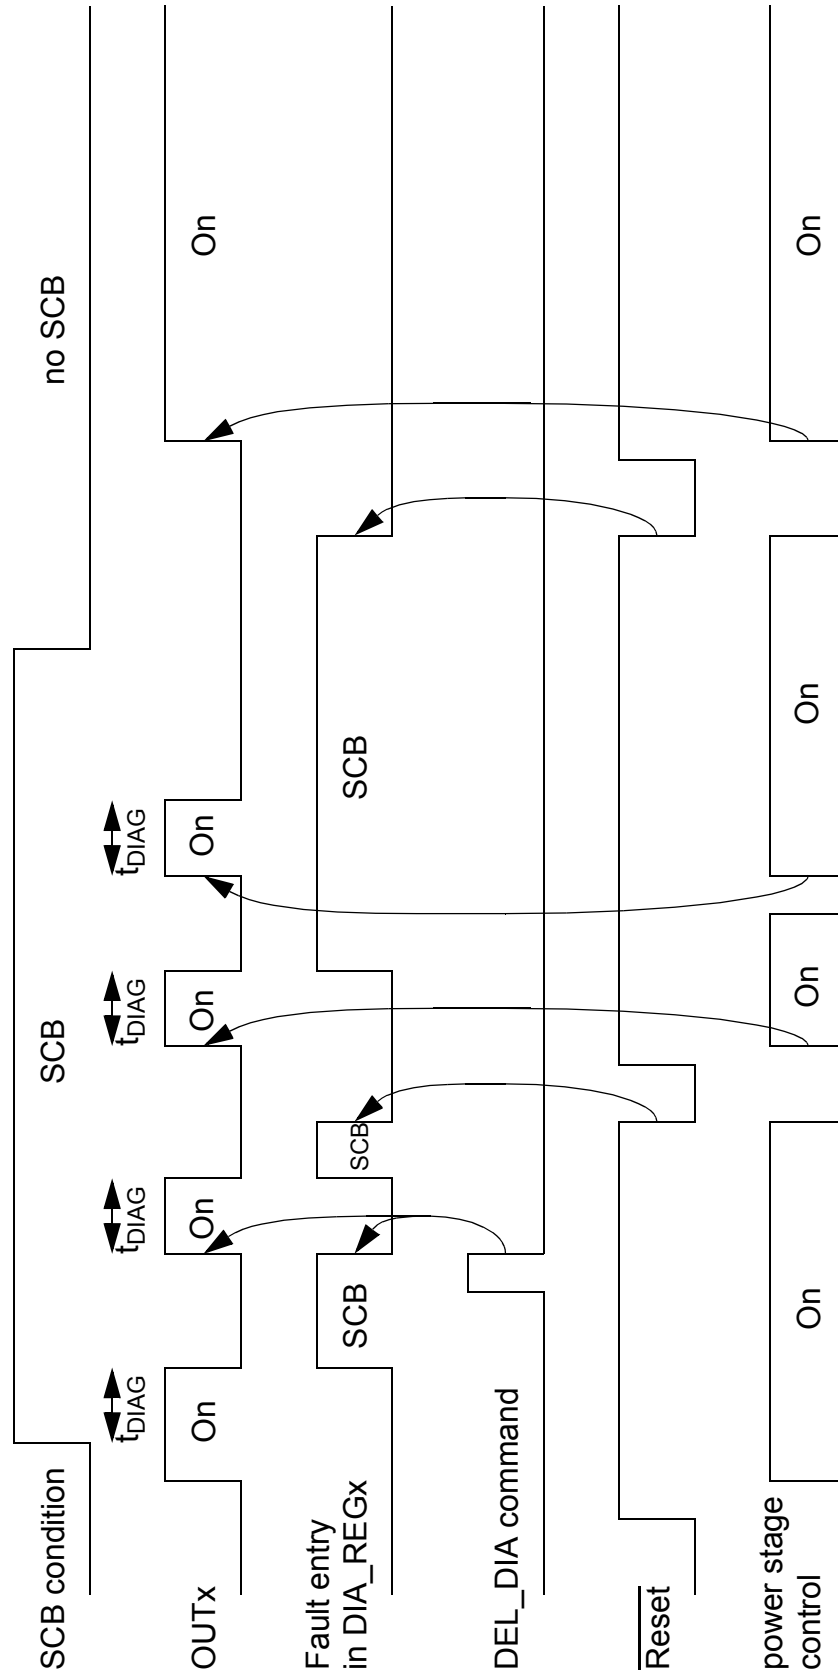 SCB condition
SCB
no SCB
tDIAG
tDIAG
tDIAG
tDIAG
OUTx
On
On
On
On
On
Fault entry
in DIA_REGx
SCB
SCB
SCB
DEL_DIA command
Reset
power stage
control
On
On
On
On